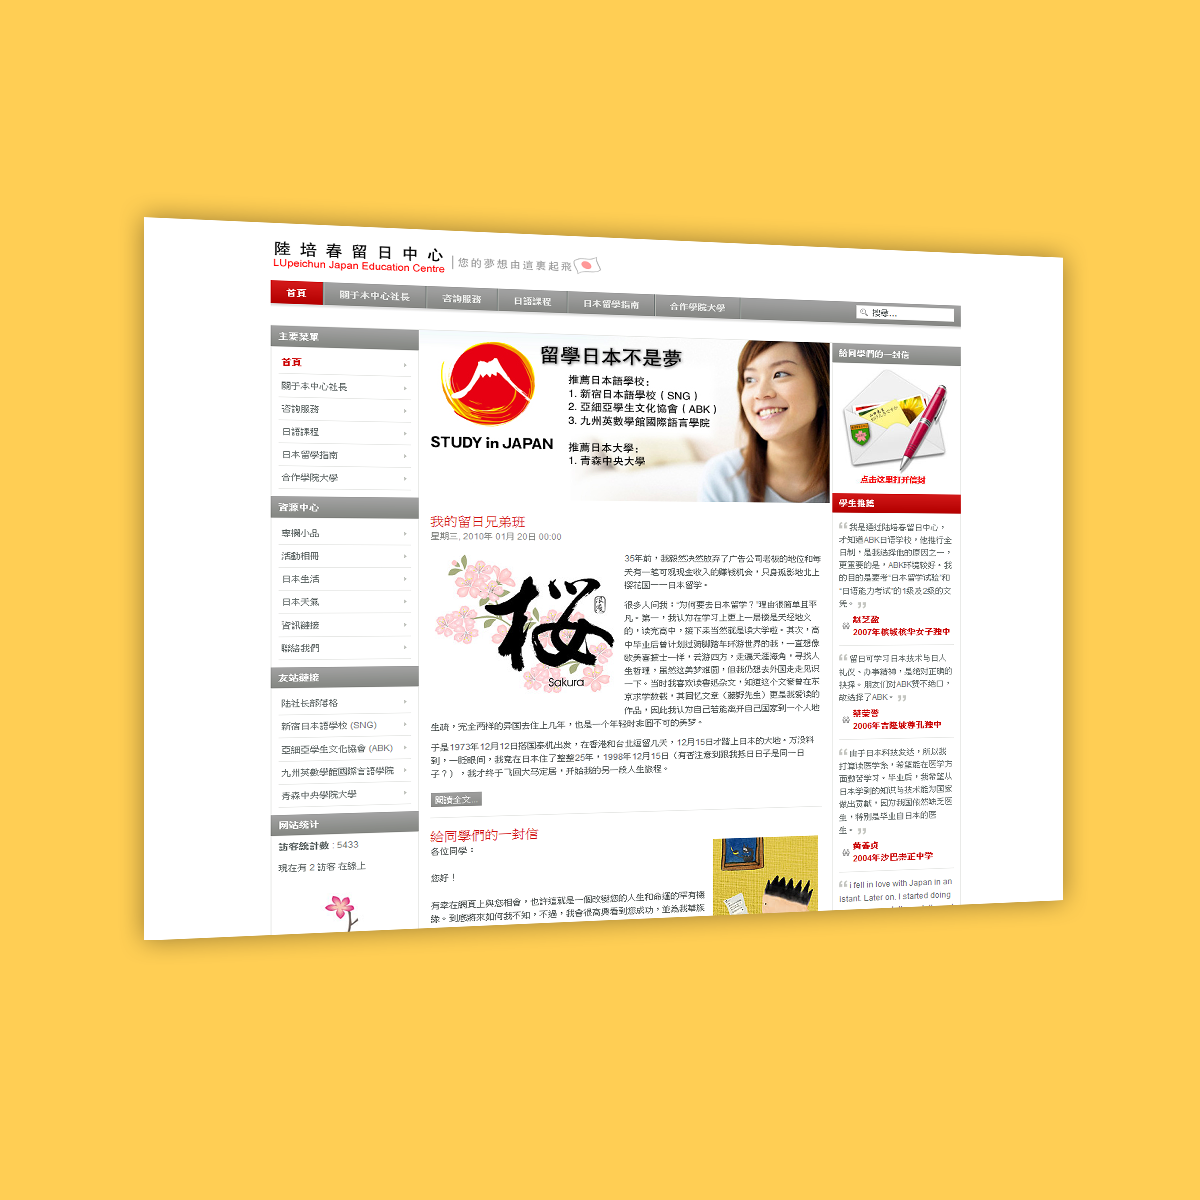 陸培春留日中心
LUpeichun Japan Education Centre
您的夢想由這裏起飛
首頁 關于本中心社長 咨詢服務 日語課程 日本留學指南 合作學院大學
搜尋...
主要菜單
首頁
關于本中心社長
咨詢服務
日語課程
日本留學指南
合作學院大學
資源中心
專欄小品
活動相冊
日本生活
日本天氣
資訊鏈接
聯絡我們
友站鏈接
陆社长部落格
新宿日本語學校 (SNG)
亞細亞學生文化協會 (ABK)
九州英數學館國際言語學院
青森中央學院大學
网站统计
訪客統計數 : 5433
現在有 2 訪客 在線上
留學日本不是夢
推薦日本語學校：
1. 新宿日本語學校（SNG）
2. 亞細亞學生文化協會（ABK）
3. 九州英數學館國際語言學院
推薦日本大學：
1. 青森中央大學
STUDY in JAPAN
我的留日兄弟班
星期三, 2010年 01月 20日 00:00
桜
Sakura
35年前，我毅然决然放弃了广告公司老板的地位和每
天有一笔可观现金收入的赚钱机会，只身孤影地北上
樱花国一一日本留学。
很多人问我："为何要去日本留学？"理由很简单且平
凡。第一，我认为在学习上更上一层楼是天经地义
的，读完高中，接下来当然就是读大学啦。其次，高
中毕业后曾计划过骑脚踏车环游世界的我，一直想像
欧美嬉披士一样，云游四方，走遍天涯海角，寻找人
生哲理，虽然这美梦难圆，但我仍想去外国走走见识
一下。当时我喜欢读鲁迅杂文，知道这个文豪曾在东
京求学救载，其回忆文章（藤野先生）更是我爱读的
作品，因此我认为自己若能离开自己国家到一个人地
生疏，完全两样的异国去住上几年，也是一个年轻时非圆不可的美梦。
于是1973年12月12日搭国泰机出发，在香港和台北逗留几天，12月15日才踏上日本的大地。万没料
到，一眨眼间，我竟在日本住了整整25年，1998年12月15日（有否注意到跟我抵日日子是同一日
子？），我才终于飞回大马定居，开始我的另一段人生旅程。
閱讀全文...
給同學們的一封信
各位同學：
您好！
有幸在網頁上與您相會，也許這就是一個改變您的人生和命運的罕有機
緣。到底將來如何我不知，不過，我會很高興看到您成功，並為我華族
給同學們的一封信
点击这里打开信封
學生推薦
我是通过陆培春留日中心，
才知道ABK日语学校，他推行全
日制，是我选择他的原因之一，
更重要的是，ABK环境较好。我
的目的是要考"日本留学试验"和
"日语能力考试"的1级及2级的文
凭。
赵芝盈
2007年槟城槟华女子独中
留日可学习日本技术与日人
礼仪、办事精神，是绝对正确的
抉择。朋友们对ABK赞不绝口，
故选择了ABK。
蔡荣誉
2006年吉隆坡尊孔独中
由于日本科技发达，所以我
打算读医学系，希望能在医学方
面勤苦学习。毕业后，我希望从
日本学到的知识与技术能为国家
做出贡献，因为我国依然缺乏医
生，特别是毕业自日本的医
生。
黄善贞
2004年沙巴崇正中学
i fell in love with Japan in an
istant. Later on, I started doing